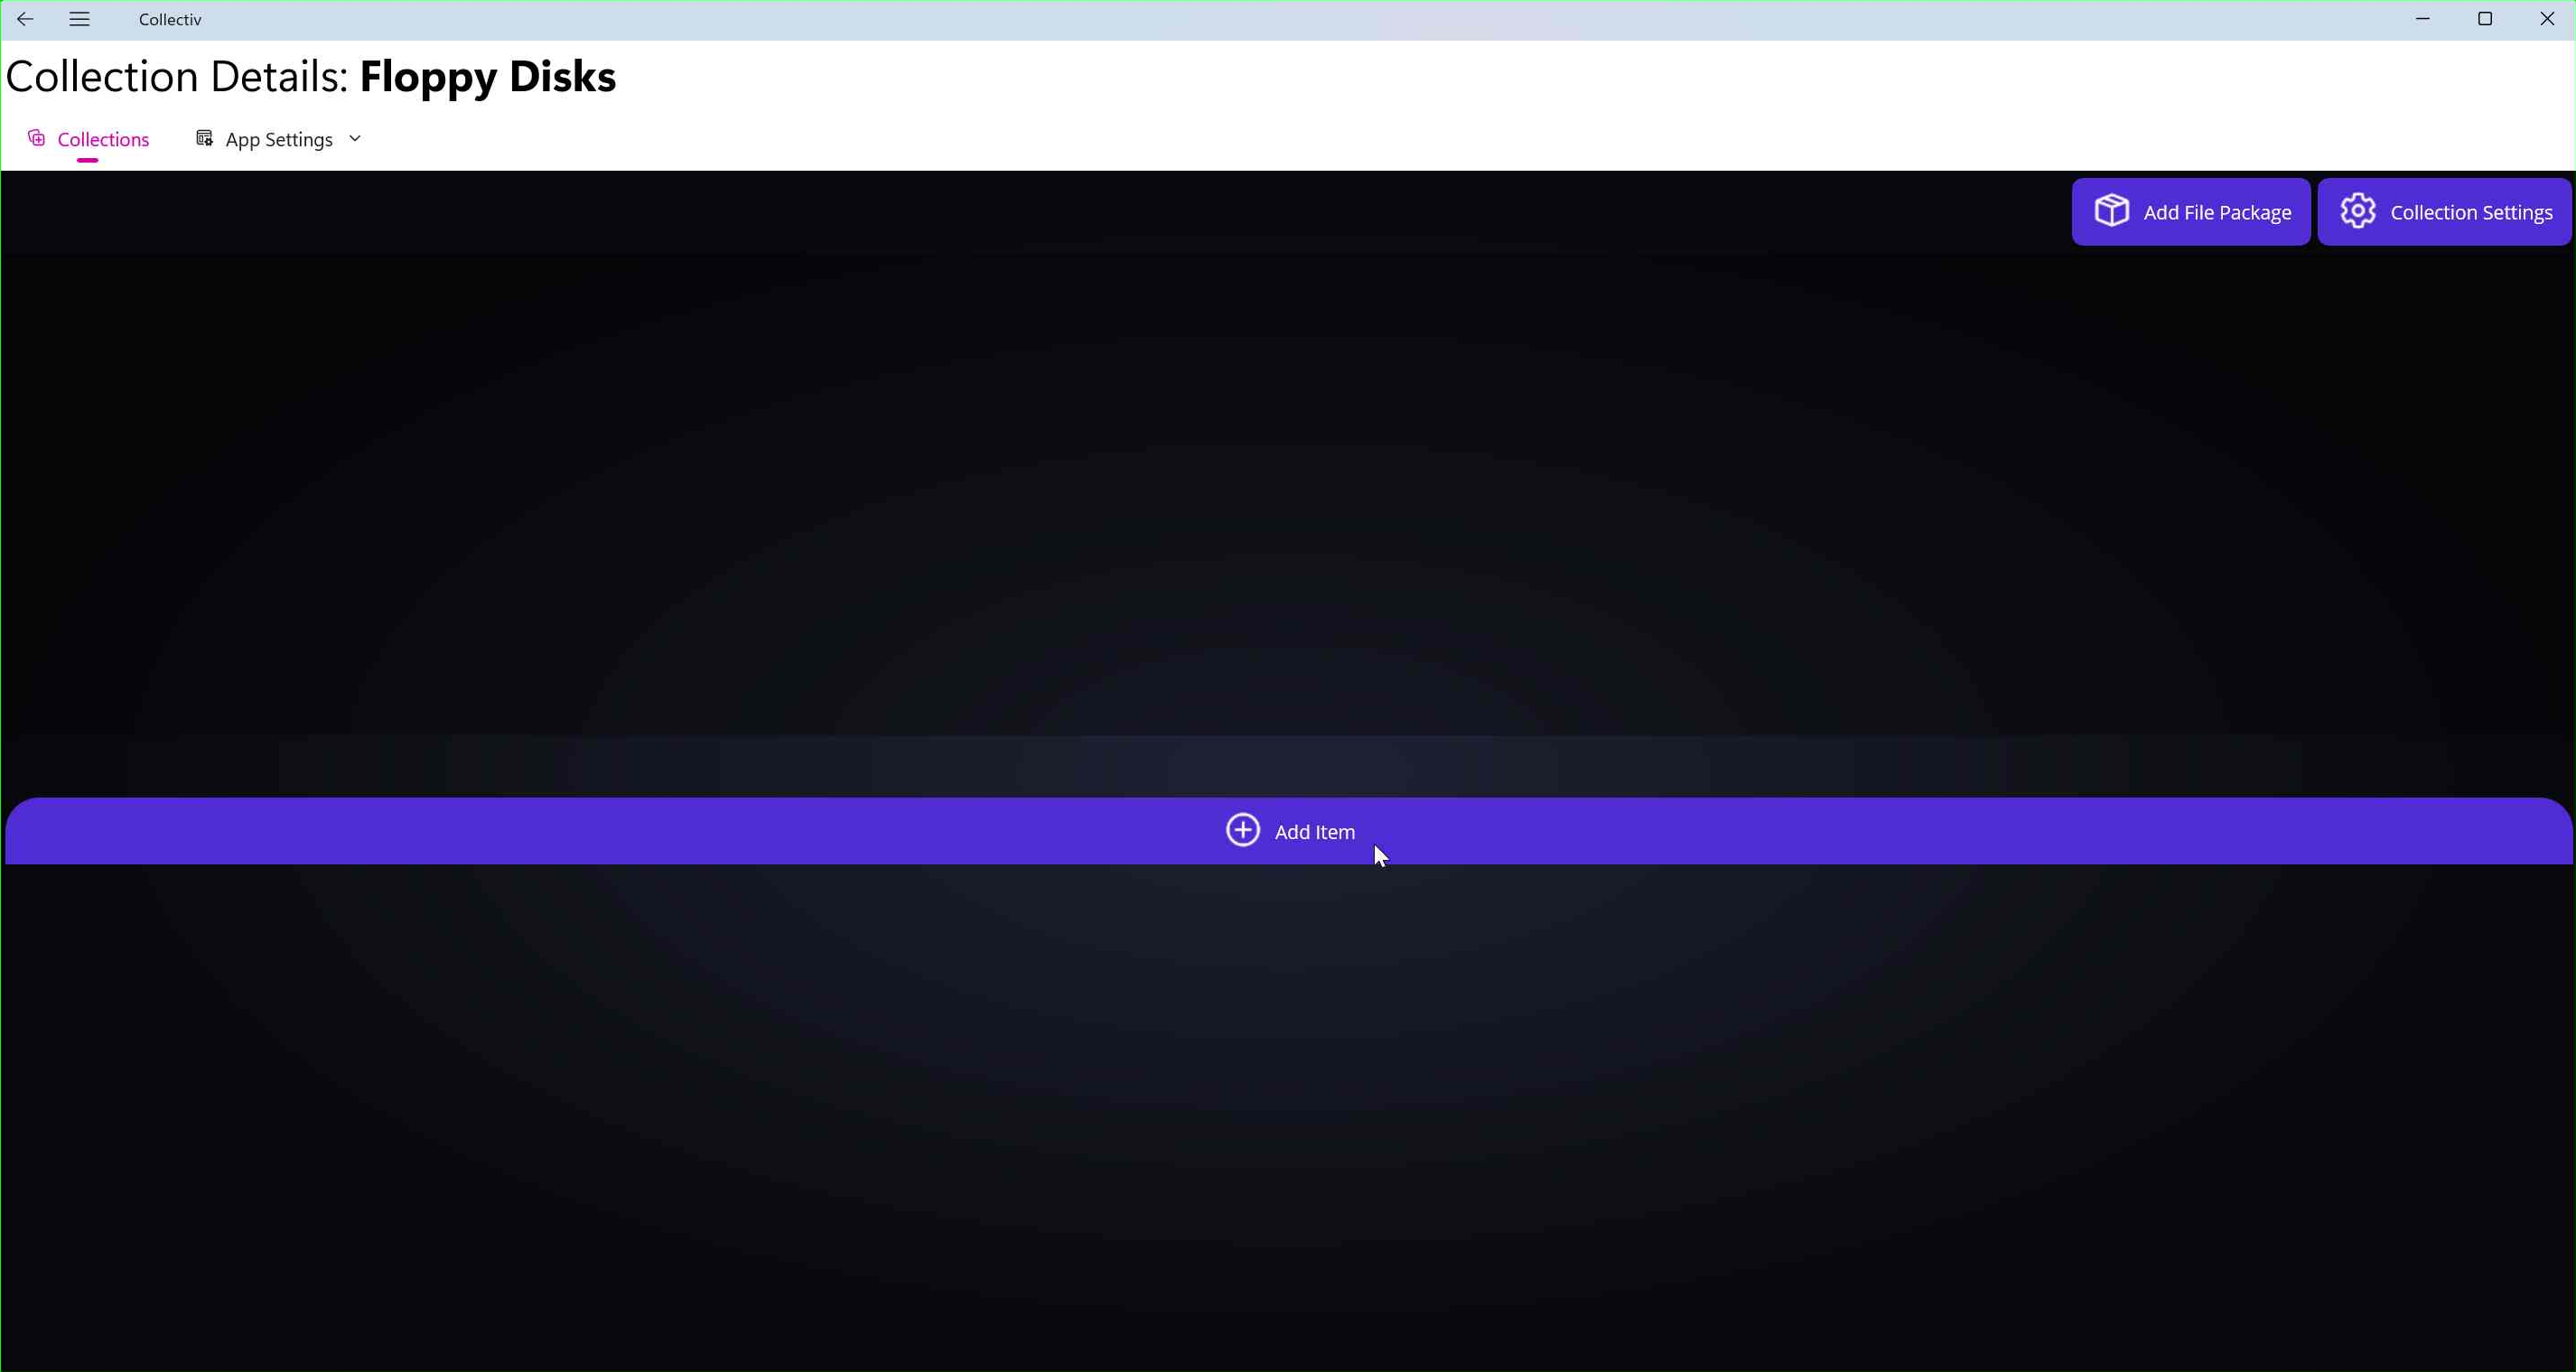 Collectiv
Collection Details: Floppy Disks
Collections
App Settings
Add File Package
Collection Settings
Add Item